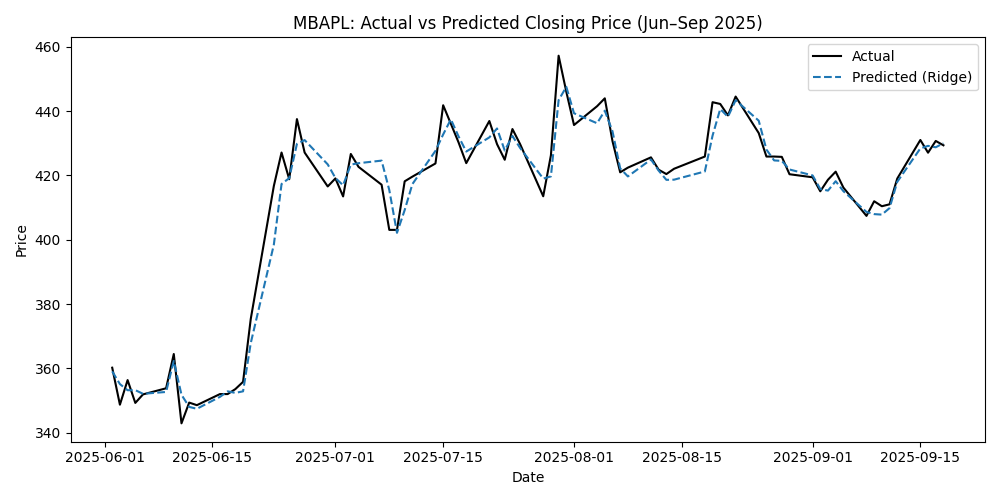 MBAPL: Actual vs Predicted Closing Price (Jun–Sep 2025)
Actual
Predicted (Ridge)
Price
460
440
420
400
380
360
340
2025-06-01 2025-06-15 2025-07-01 2025-07-15 2025-08-01 2025-08-15 2025-09-01 2025-09-15
Date